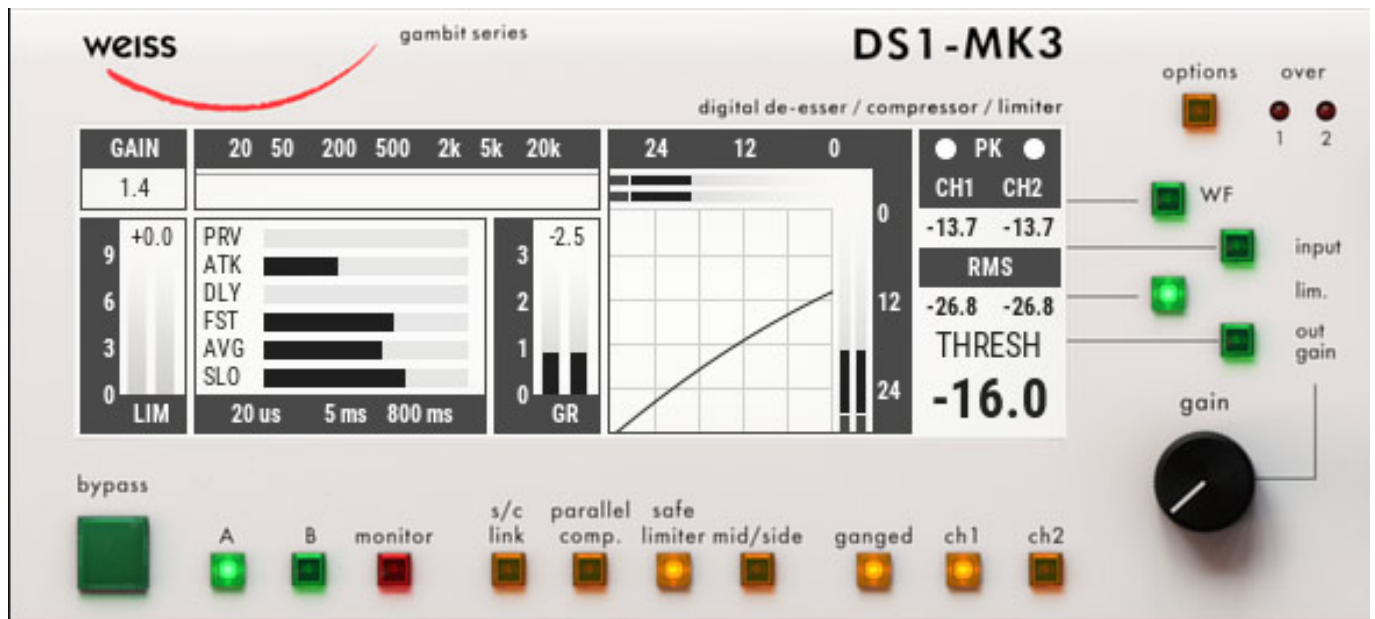 weiss
gambit series
DS1-MK3
digital de-esser / compressor / limiter
options over
1 2
GAIN
1.4
20 50 200 500 2k 5k 20k
24 12 0
PK
CH1 CH2
-13.7 -13.7
RMS
-26.8 -26.8
THRESH
-16.0
WF
input
lim.
out
gain
gain
+0.0
9
6
3
0
LIM
PRV
ATK
DLY
FST
AVG
SLO
20 us 5 ms 800 ms
-2.5
3
2
1
0
GR
0
12
24
bypass
A B monitor
s/c
link
parallel
comp.
safe
limiter
mid/side
ganged ch1 ch2